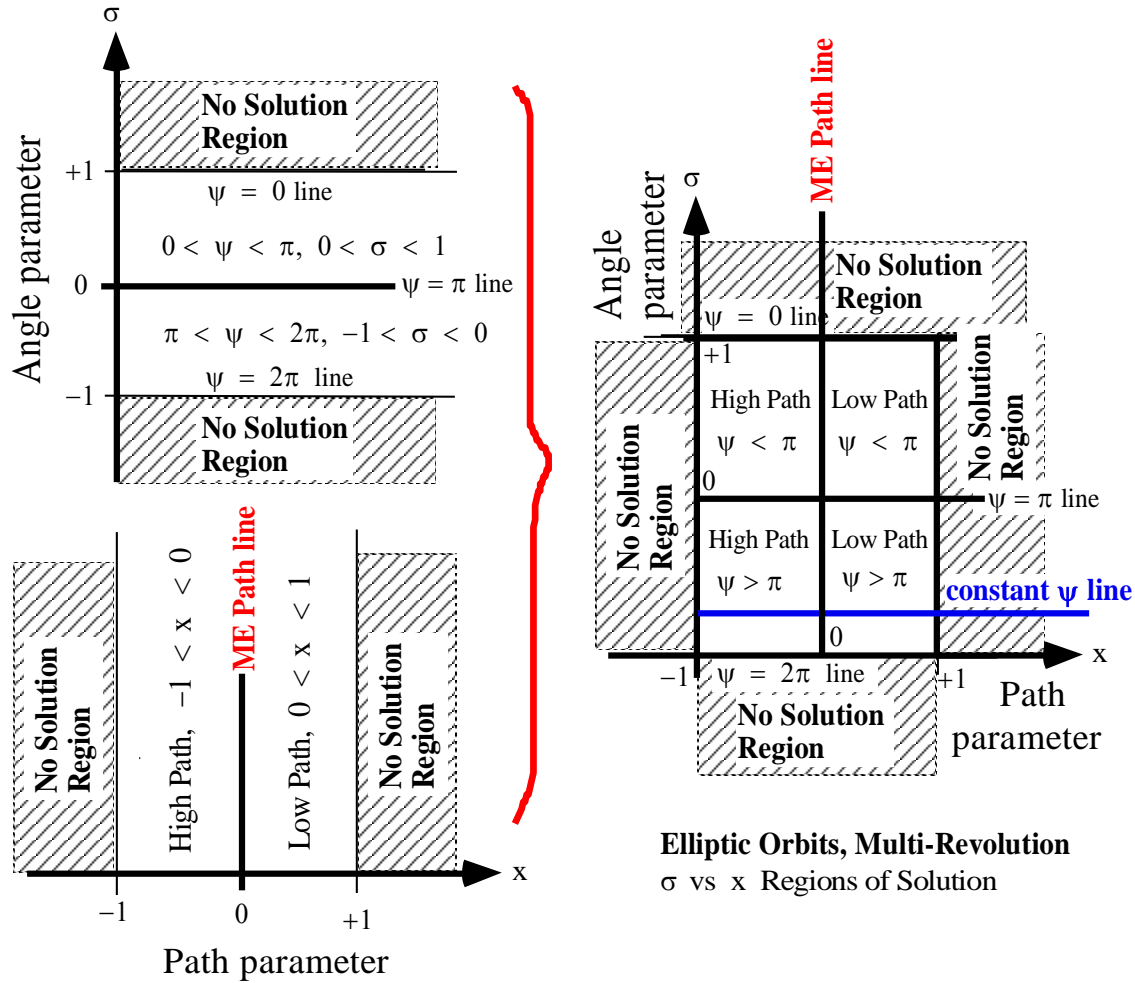 σ
Angle parameter
No Solution
Region
+1
ψ = 0 line
0 < ψ < π, 0 < σ < 1
0
ψ = π line
π < ψ < 2π, −1 < σ < 0
ψ = 2π line
−1
No Solution
Region
No Solution
Region
High Path, −1 < x < 0
ME Path line
Low Path, 0 < x < 1
No Solution
Region
x
−1
0
+1
Path parameter
ME Path line
σ
Angle
parameter
No Solution
Region
ψ = 0 line
+1
No Solution
Region
High Path
ψ < π
Low Path
ψ < π
No Solution
Region
0
ψ = π line
High Path
ψ > π
Low Path
ψ > π
constant ψ line
0
x
−1
ψ = 2π line
+1
Path
parameter
No Solution
Region
Elliptic Orbits, Multi-Revolution
σ vs x Regions of Solution